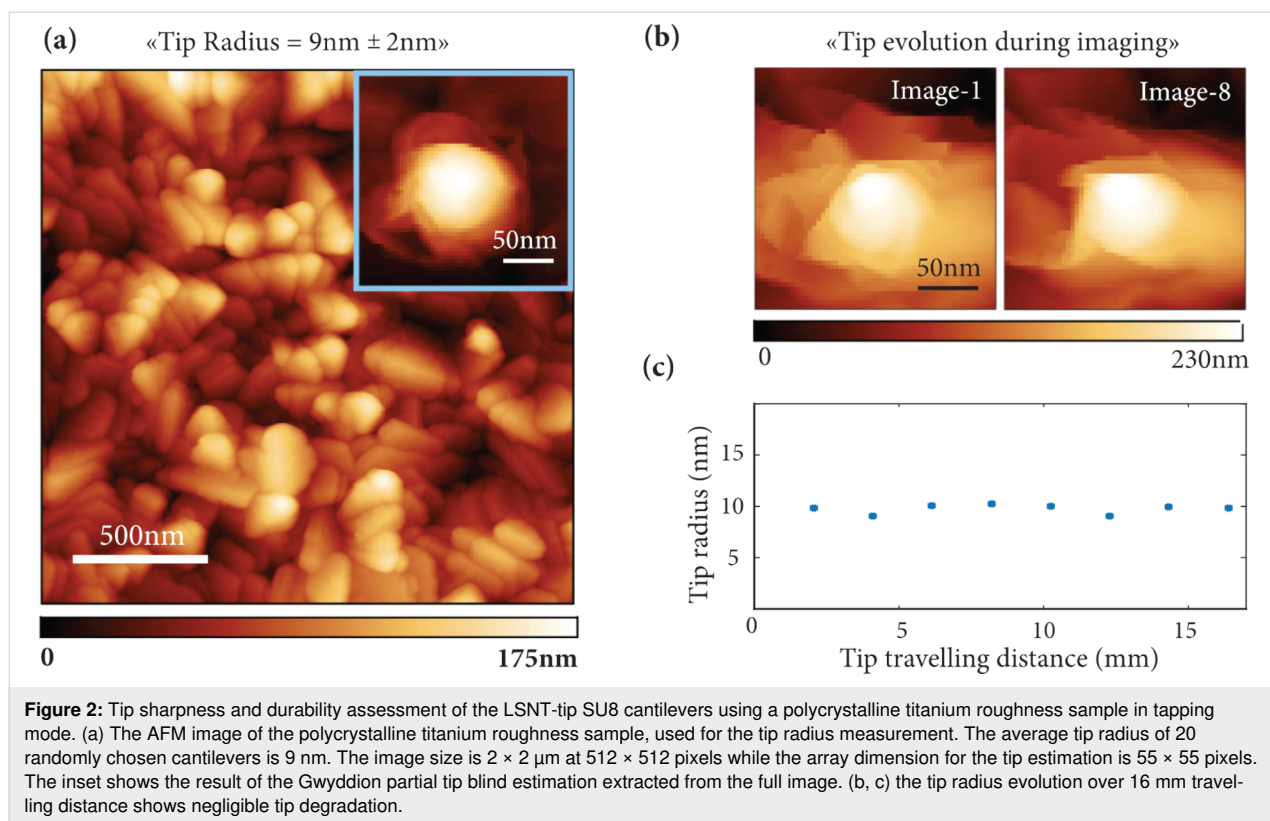 (a)
«Tip Radius = 9nm ± 2nm»
50nm
500nm
0
175nm
(b)
«Tip evolution during imaging»
Image-1
Image-8
50nm
0
230nm
(c)
Tip radius (nm)
15
10
5
0
5
10
15
Tip travelling distance (mm)
Figure 2: Tip sharpness and durability assessment of the LSNT-tip SU8 cantilevers using a polycrystalline titanium roughness sample in tapping
mode. (a) The AFM image of the polycrystalline titanium roughness sample, used for the tip radius measurement. The average tip radius of 20
randomly chosen cantilevers is 9 nm. The image size is 2 × 2 µm at 512 × 512 pixels while the array dimension for the tip estimation is 55 × 55 pixels.
The inset shows the result of the Gwyddion partial tip blind estimation extracted from the full image. (b, c) the tip radius evolution over 16 mm travel-
ling distance shows negligible tip degradation.